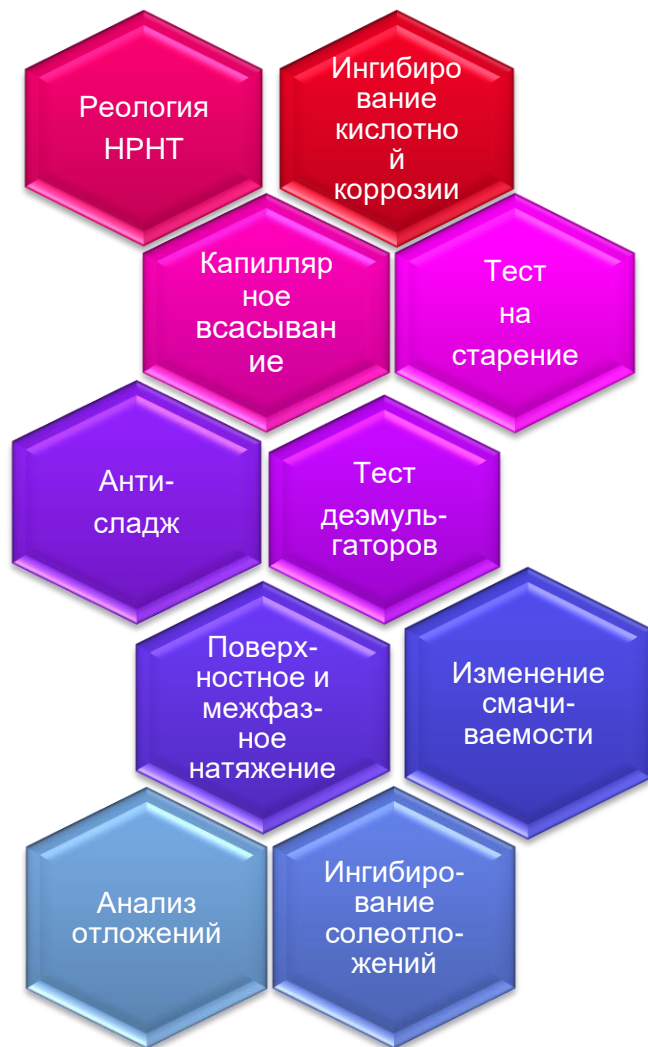 Реология
НРНТ
Ингибиро
вание
кислотно
й
коррозии
Капилляр
ное
всасыван
ие
Тест
на
старение
Анти-
сладж
Тест
деэмуль-
гаторов
Поверх-
ностное и
межфаз-
ное
натяжение
Изменение
смачи-
ваемости
Анализ
отложений
Ингибиро-
вание
солеотло-
жений